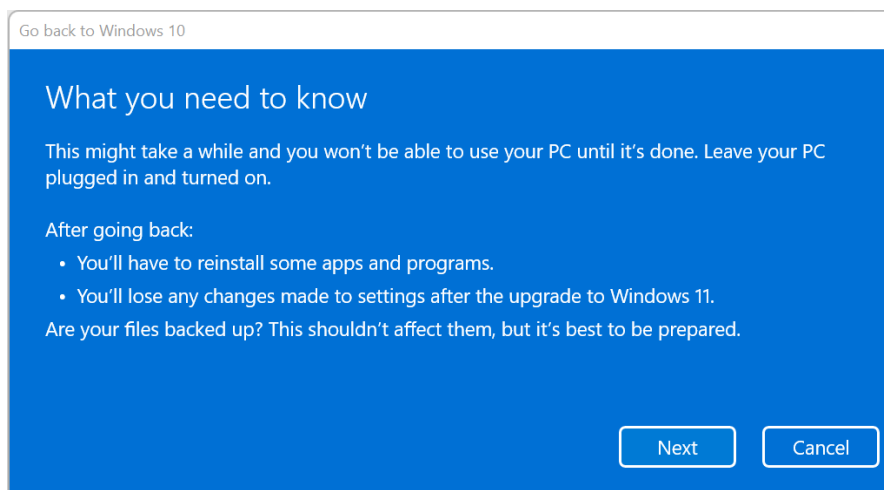 Go back to Windows 10
What you need to know
This might take a while and you won't be able to use your PC until it's done. Leave your PC
plugged in and turned on.
After going back:
• You'll have to reinstall some apps and programs.
• You'll lose any changes made to settings after the upgrade to Windows 11.
Are your files backed up? This shouldn't affect them, but it's best to be prepared.
Next Cancel